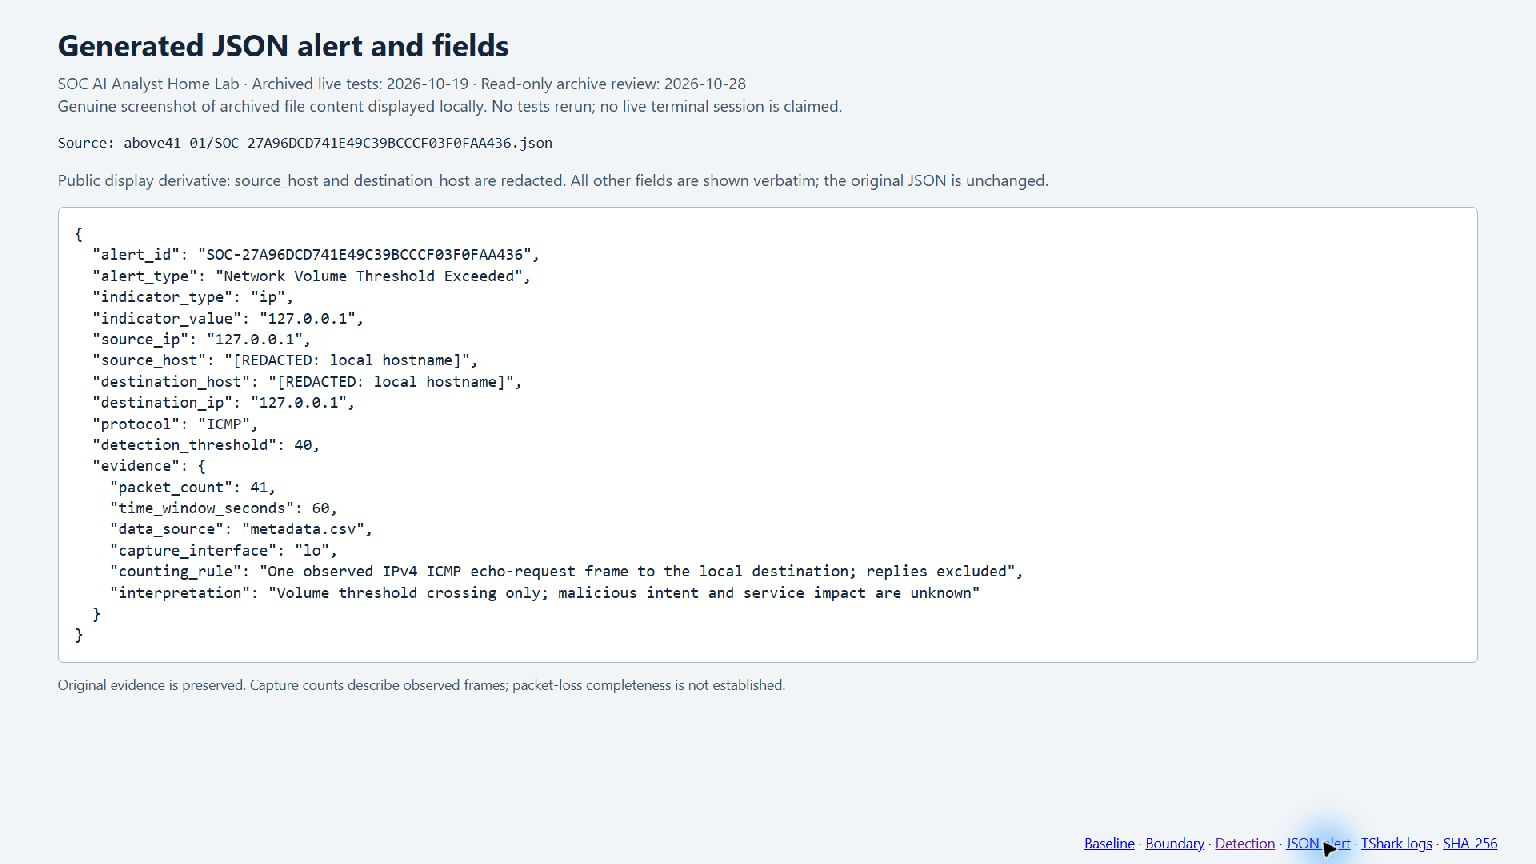 Generated JSON alert and fields
SOC AI Analyst Home Lab · Archived live tests: 2026-10-19 · Read-only archive review: 2026-10-28
Genuine screenshot of archived file content displayed locally. No tests rerun; no live terminal session is claimed.
Source: above41_01/SOC-27A96DCD741E49C39BCCCF03F0FAA436.json
Public display derivative: source_host and destination_host are redacted. All other fields are shown verbatim; the original JSON is unchanged.
{
"alert_id": "SOC-27A96DCD741E49C39BCCCF03F0FAA436",
"alert_type": "Network Volume Threshold Exceeded",
"indicator_type": "ip",
"indicator_value": "127.0.0.1",
"source_ip": "127.0.0.1",
"source_host": "[REDACTED: local hostname]",
"destination_host": "[REDACTED: local hostname]",
"destination_ip": "127.0.0.1",
"protocol": "ICMP",
"detection_threshold": 40,
"evidence": {
"packet_count": 41,
"time_window_seconds": 60,
"data_source": "metadata.csv",
"capture_interface": "lo",
"counting_rule": "One observed IPv4 ICMP echo-request frame to the local destination; replies excluded",
"interpretation": "Volume threshold crossing only; malicious intent and service impact are unknown"
}
}
Original evidence is preserved. Capture counts describe observed frames; packet-loss completeness is not established.
Baseline · Boundary · Detection · JSON alert · TShark logs · SHA-256